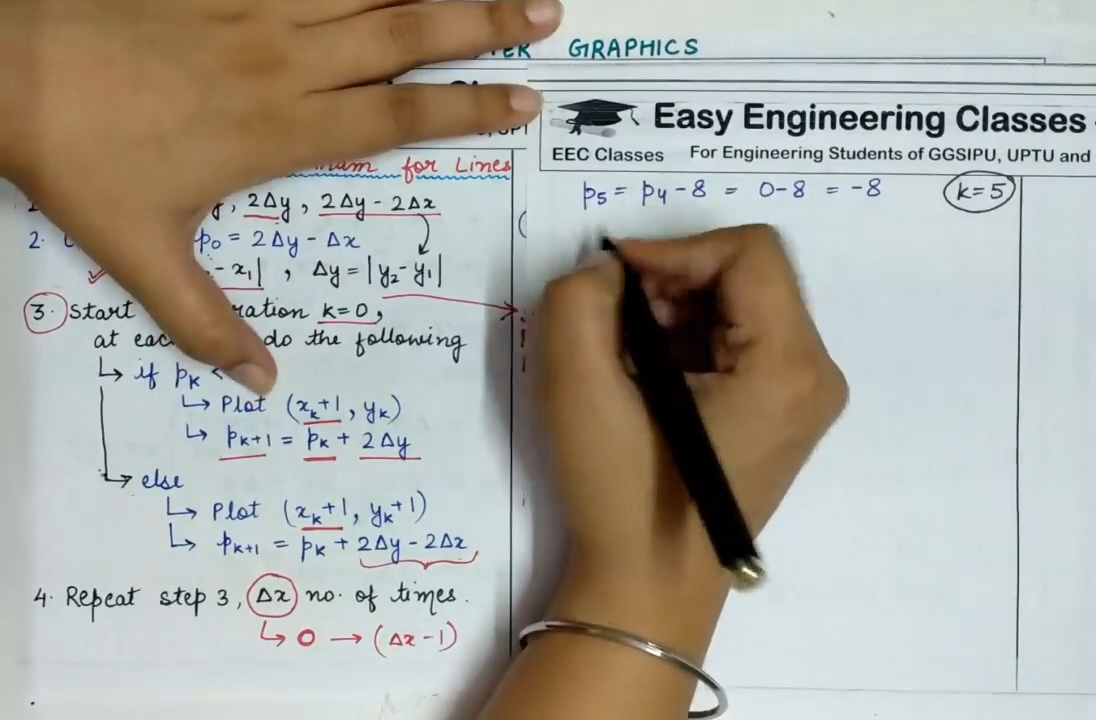 GRAPHICS
Easy Engineering Classes
EEC Classes For Engineering Students of GGSIPU, UPTU and
for Lines
, 2Δy, 2Δy - 2Δx
2. p₀ = 2Δy - Δx
- x₁|, Δy = |y₂ - y₁|
3. Start k=0,
at do the following
↳ if pₖ <
↳ Plot (xₖ+1, yₖ)
↳ pₖ₊₁ = pₖ + 2Δy
↳ else
↳ Plot (xₖ+1, yₖ+1)
↳ pₖ₊₁ = pₖ + 2Δy - 2Δx
4. Repeat step 3, Δx no. of times.
↳ 0 → (Δx - 1)
p₅ = p₄ - 8 = 0 - 8 = -8 k=5